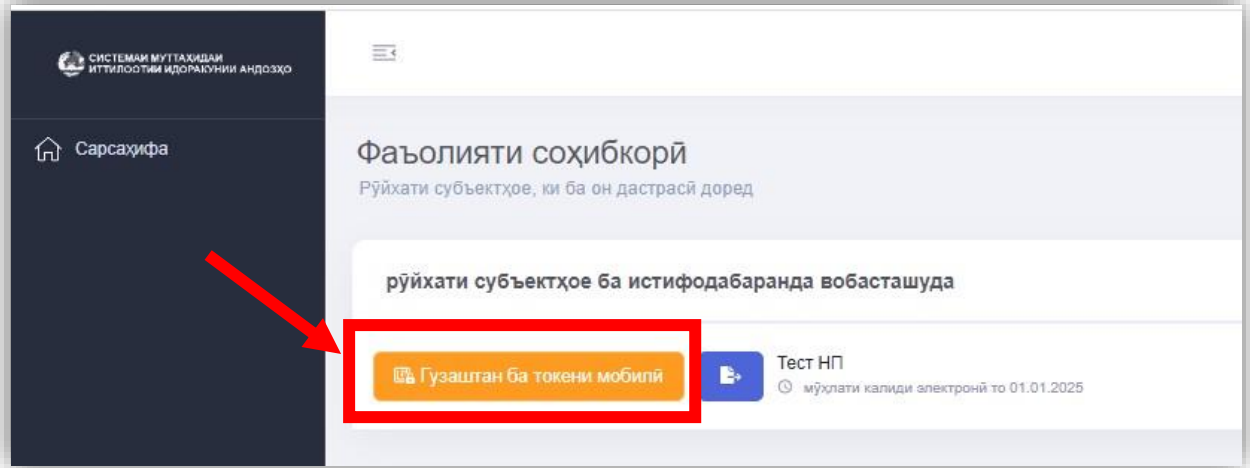 СИСТЕМАИ МУТТАҲИДАИ
ИТТИЛООТИИ ИДОРАКУНИИ АНДОЗҲО
Сарсаҳифа
Фаъолияти соҳибкорӣ
Рӯйхати субъектҳое, ки ба он дастрасӣ доред
рӯйхати субъектҳое ба истифодабаранда вобасташуда
Гузаштан ба токени мобилӣ
Тест НП
мӯҳлати калиди электронӣ то 01.01.2025